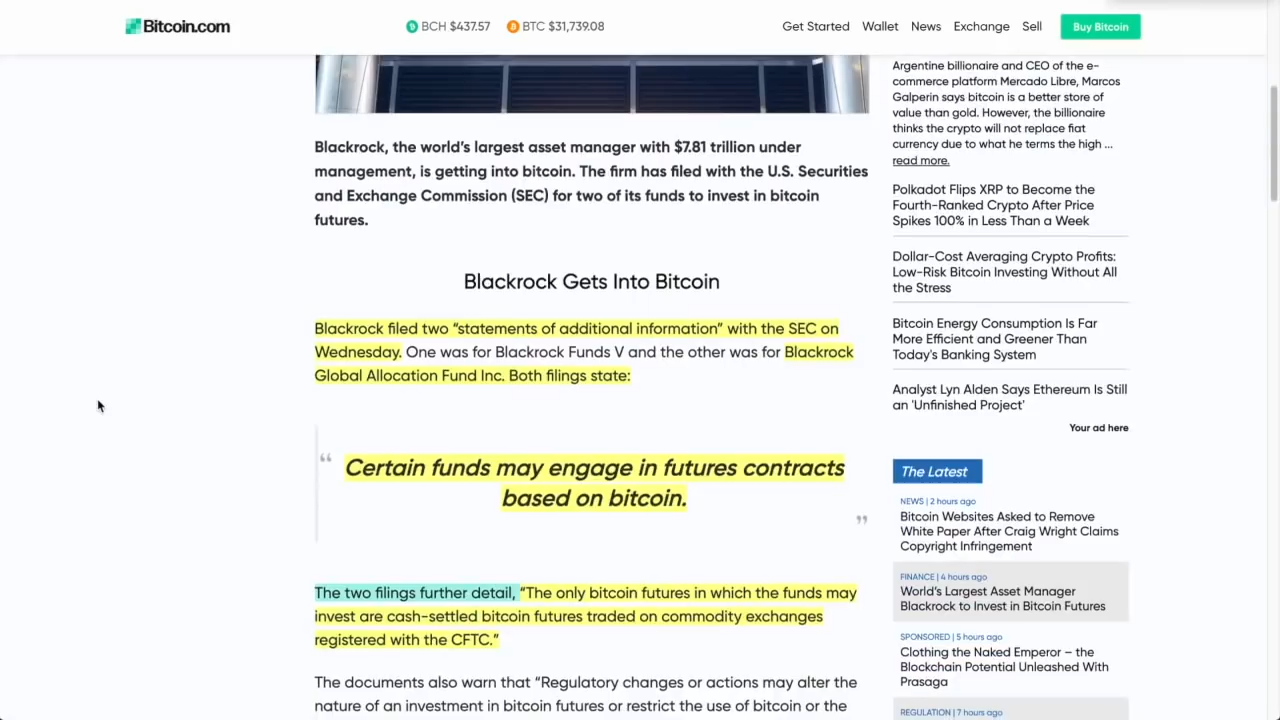 Bitcoin.com
BCH $437.57
BTC $31,739.08
Get Started
Wallet
News
Exchange
Sell
Buy Bitcoin
Blackrock, the world’s largest asset manager with $7.81 trillion under
management, is getting into bitcoin. The firm has filed with the U.S. Securities
and Exchange Commission (SEC) for two of its funds to invest in bitcoin
futures.
Blackrock Gets Into Bitcoin
Blackrock filed two “statements of additional information” with the SEC on
Wednesday. One was for Blackrock Funds V and the other was for Blackrock
Global Allocation Fund Inc. Both filings state:
“ Certain funds may engage in futures contracts
based on bitcoin. ”
The two filings further detail, “The only bitcoin futures in which the funds may
invest are cash-settled bitcoin futures traded on commodity exchanges
registered with the CFTC.”
The documents also warn that “Regulatory changes or actions may alter the
nature of an investment in bitcoin futures or restrict the use of bitcoin or the
Argentine billionaire and CEO of the e-
commerce platform Mercado Libre, Marcos
Galperin says bitcoin is a better store of
value than gold. However, the billionaire
thinks the crypto will not replace fiat
currency due to what he terms the high ...
read more.
Polkadot Flips XRP to Become the
Fourth-Ranked Crypto After Price
Spikes 100% in Less Than a Week
Dollar-Cost Averaging Crypto Profits:
Low-Risk Bitcoin Investing Without All
the Stress
Bitcoin Energy Consumption Is Far
More Efficient and Greener Than
Today's Banking System
Analyst Lyn Alden Says Ethereum Is Still
an 'Unfinished Project'
Your ad here
The Latest
NEWS | 2 hours ago
Bitcoin Websites Asked to Remove
White Paper After Craig Wright Claims
Copyright Infringement
FINANCE | 4 hours ago
World's Largest Asset Manager
Blackrock to Invest in Bitcoin Futures
SPONSORED | 5 hours ago
Clothing the Naked Emperor – the
Blockchain Potential Unleashed With
Prasaga
REGULATION | 7 hours ago